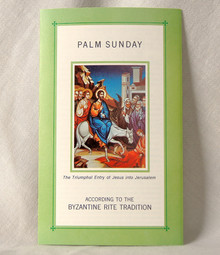 PALM SUNDAY
The Triumphal Entry of Jesus into Jerusalem
ACCORDING TO THE
BYZANTINE RITE TRADITION